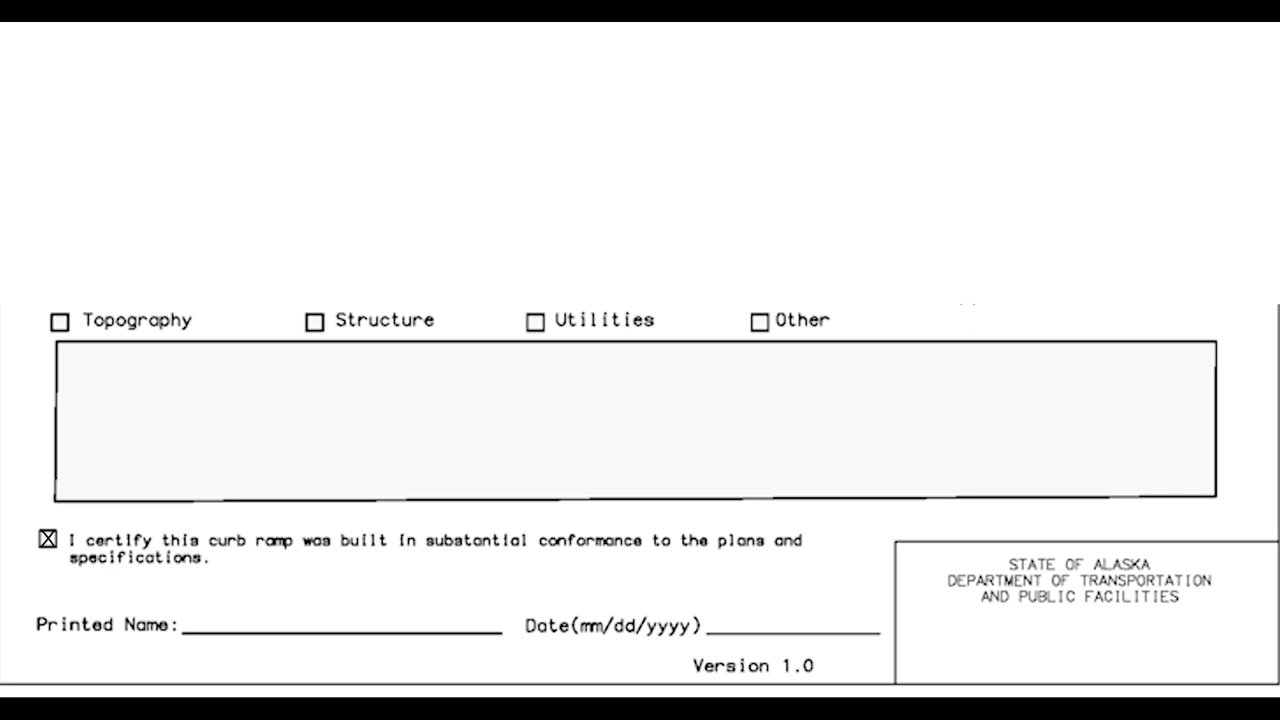 Topography Structure Utilities Other
I certify this curb ramp was built in substantial conformance to the plans and
specifications.
STATE OF ALASKA
DEPARTMENT OF TRANSPORTATION
AND PUBLIC FACILITIES
Printed Name: Date(mm/dd/yyyy)
Version 1.0